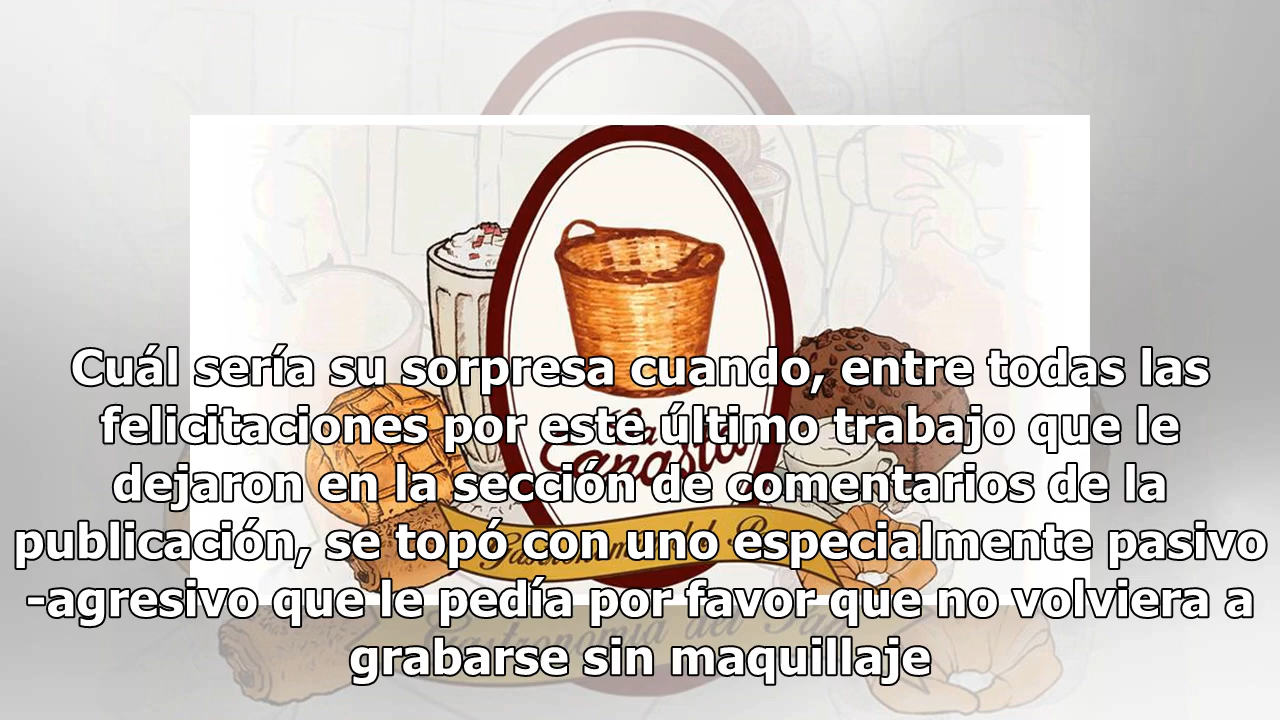 Cuál sería su sorpresa cuando, entre todas las
felicitaciones por este último trabajo que le
dejaron en la sección de comentarios de la
publicación, se topó con uno especialmente pasivo
-agresivo que le pedía por favor que no volviera a
grabarse sin maquillaje
La
Canasta